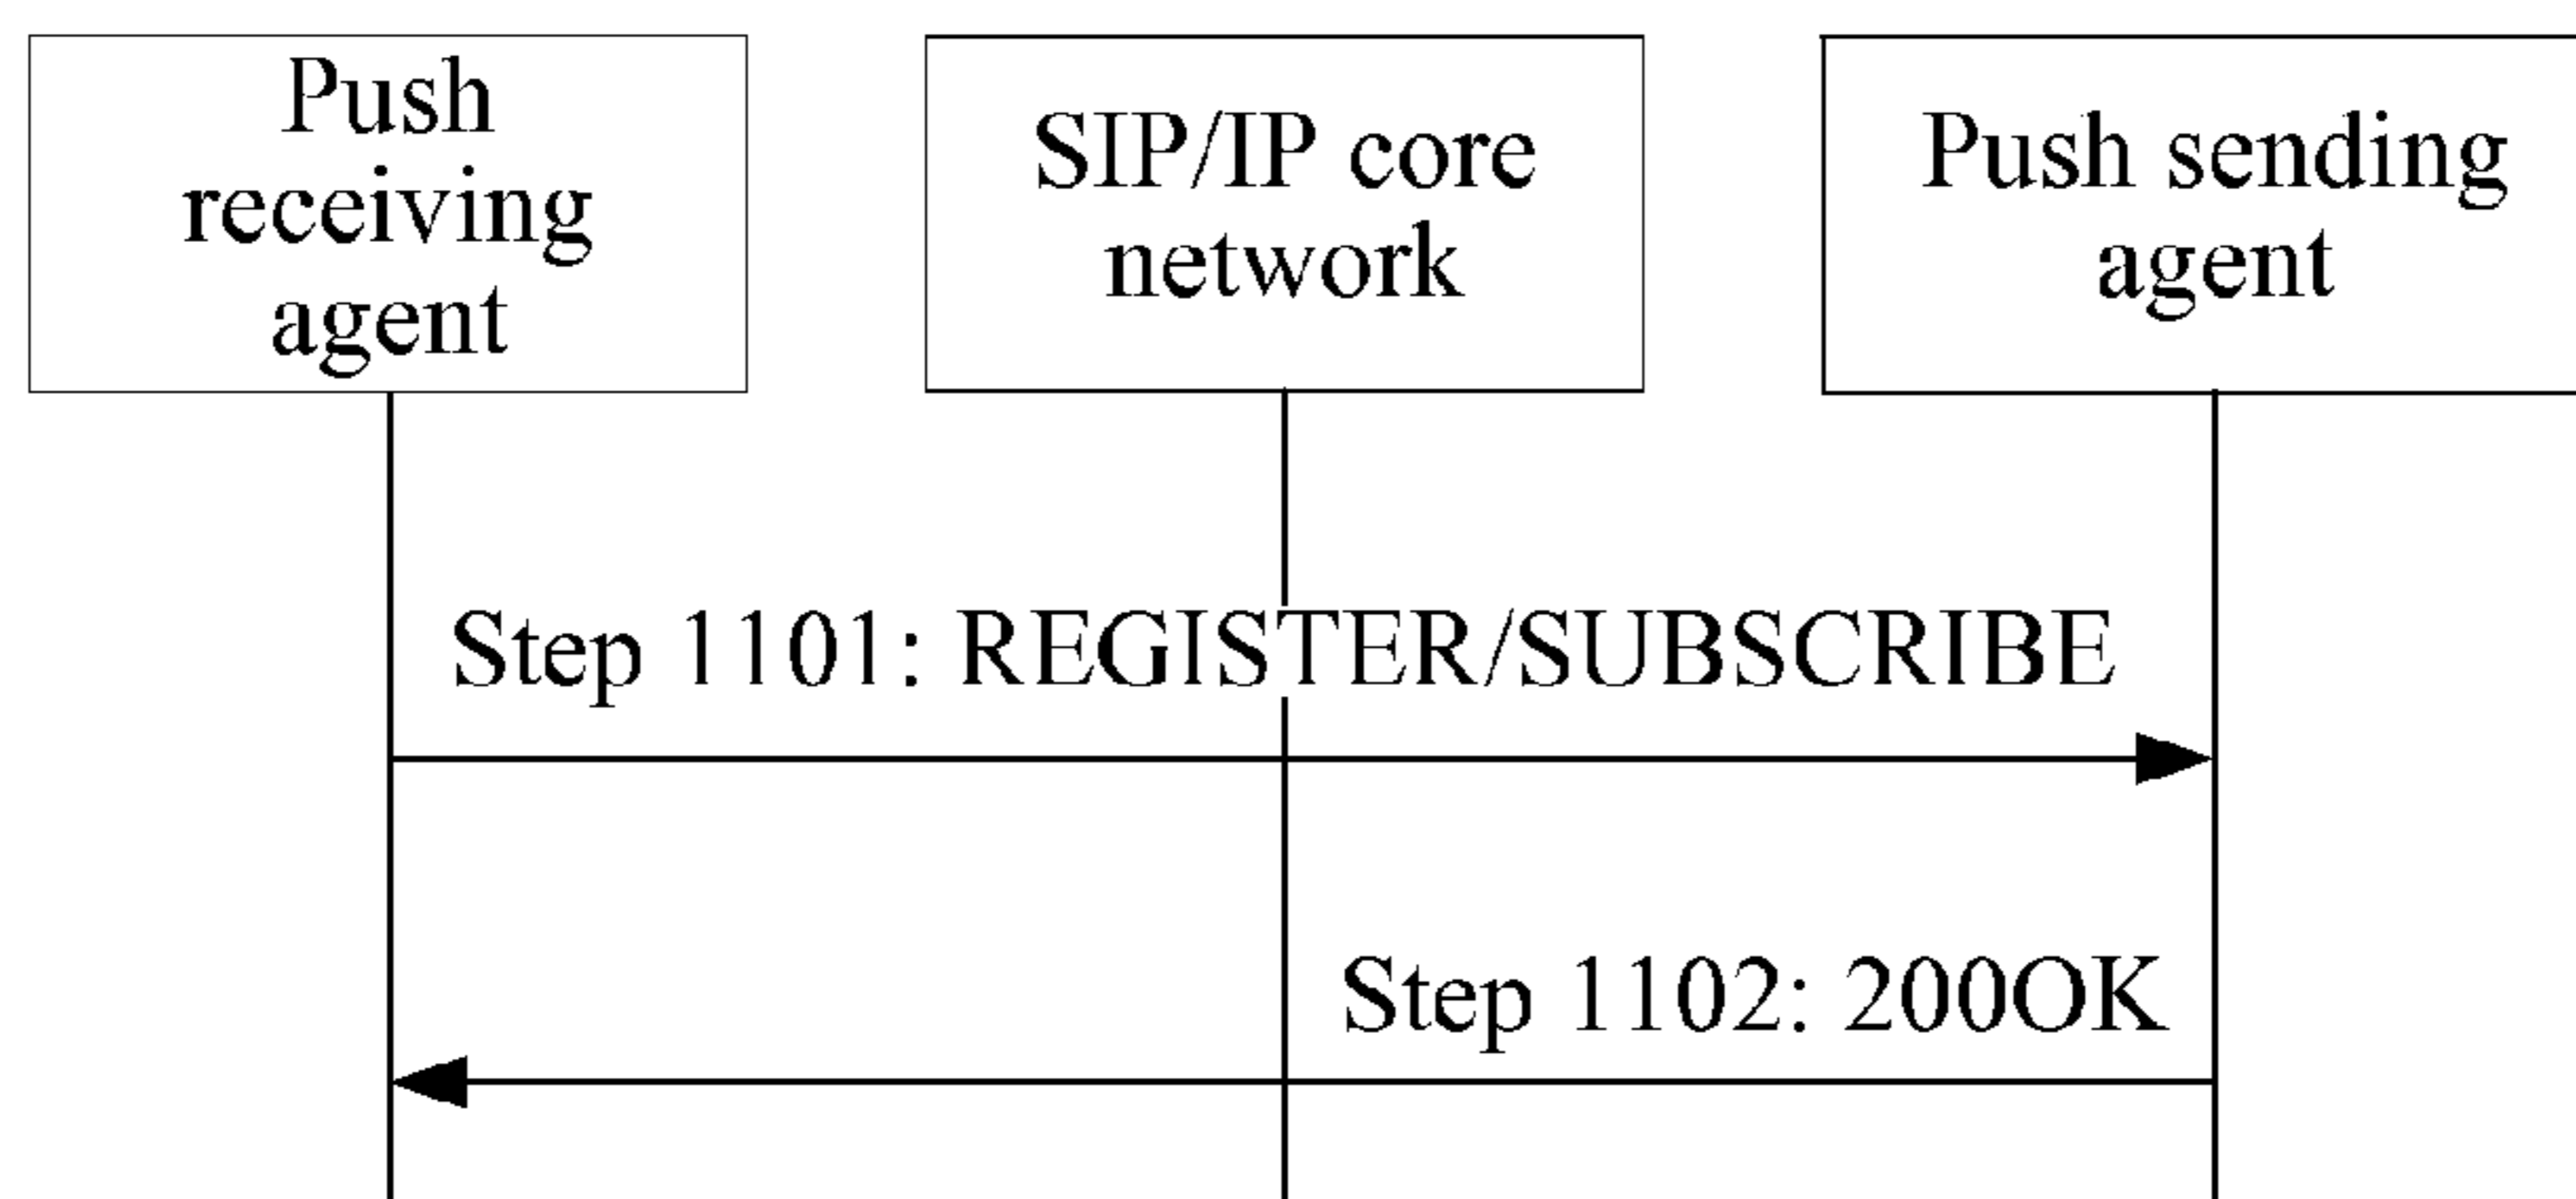 Push
receiving
agent
SIP/IP core
network
Push sending
agent
Step 1101: REGISTER/SUBSCRIBE
Step 1102: 200OK